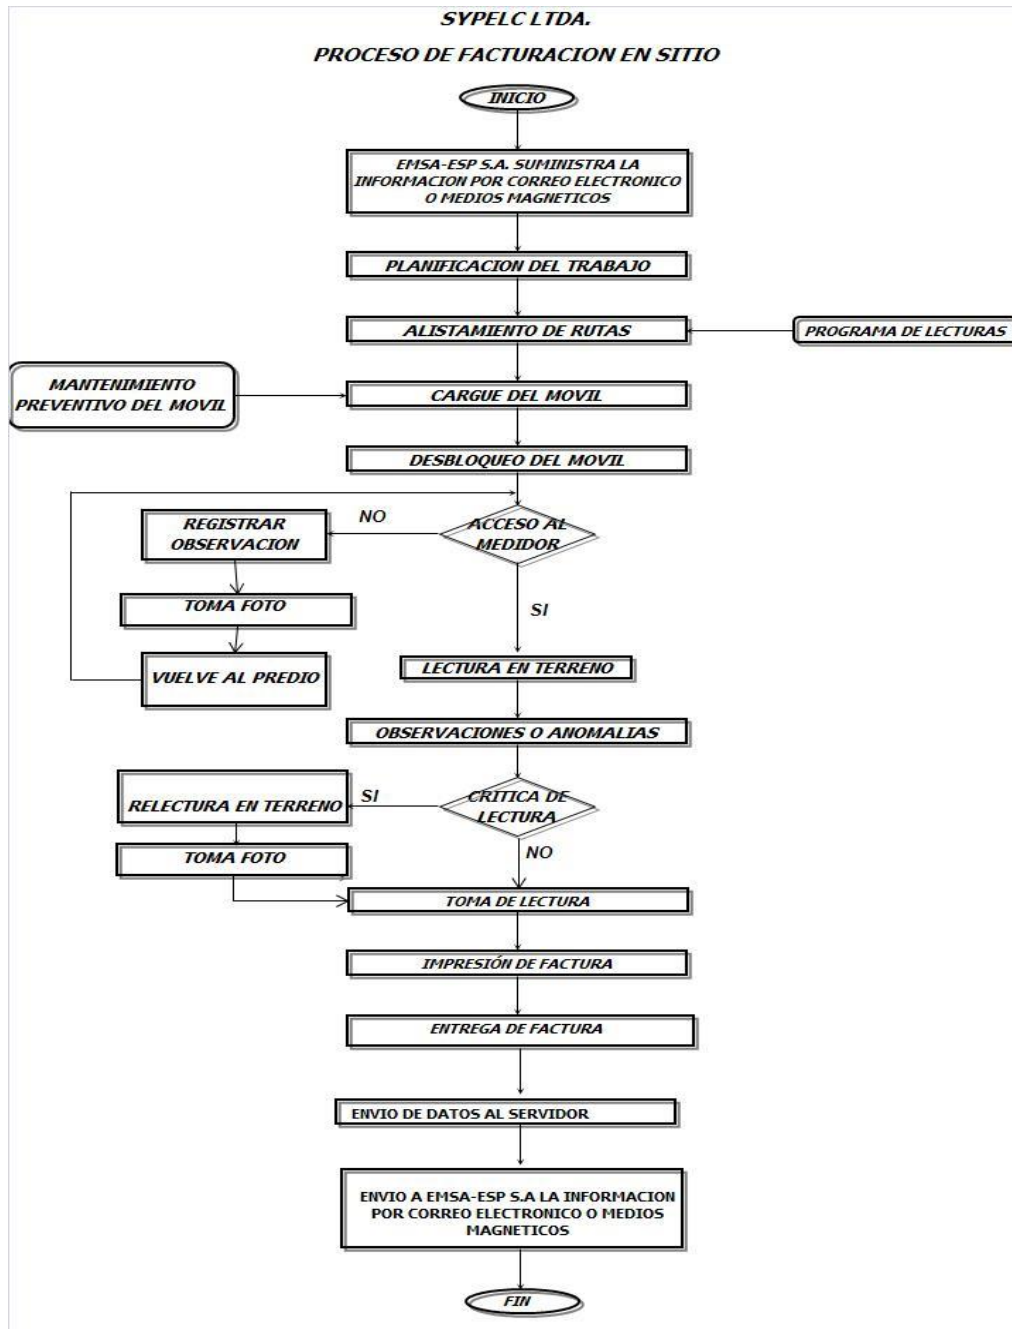 SYPELC LTDA.
PROCESO DE FACTURACION EN SITIO
INICIO
EMSA-ESP S.A. SUMINISTRA LA
INFORMACION POR CORREO ELECTRONICO
O MEDIOS MAGNETICOS
PLANIFICACION DEL TRABAJO
ALISTAMIENTO DE RUTAS
PROGRAMA DE LECTURAS
MANTENIMIENTO
PREVENTIVO DEL MOVIL
CARGUE DEL MOVIL
DESBLOQUEO DEL MOVIL
ACCESO AL
MEDIDOR
NO
REGISTRAR
OBSERVACION
TOMA FOTO
VUELVE AL PREDIO
SI
LECTURA EN TERRENO
OBSERVACIONES O ANOMALIAS
CRITICA DE
LECTURA
SI
RELECTURA EN TERRENO
TOMA FOTO
NO
TOMA DE LECTURA
IMPRESIÓN DE FACTURA
ENTREGA DE FACTURA
ENVIO DE DATOS AL SERVIDOR
ENVIO A EMSA-ESP S.A LA INFORMACION
POR CORREO ELECTRONICO O MEDIOS
MAGNETICOS
FIN